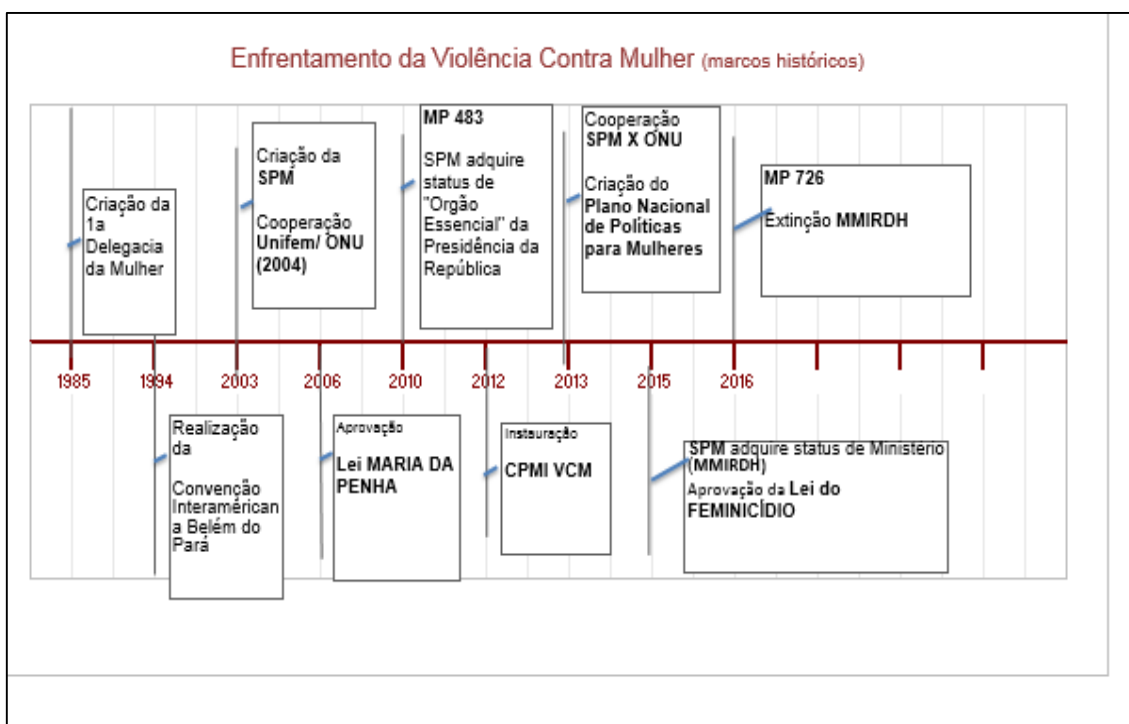 Enfrentamento da Violência Contra Mulher (marcos históricos)
Criação da
1a
Delegacia
da Mulher
Criação da
SPM
Cooperação
Unifem/ ONU
(2004)
MP 483
SPM adquire
status de
"Orgão
Essencial" da
Presidência da
República
Cooperação
SPM X ONU
Criação do
Plano Nacional
de Políticas
para Mulheres
MP 726
Extinção MMIRDH
1985
1994
2003
2006
2010
2012
2013
2015
2016
Realização
da
Convenção
Interamérican
a Belém do
Pará
Aprovação
Lei MARIA DA
PENHA
Instauração
CPMI VCM
SPM adquire status de Ministerio
(MMIRDH)
Aprovação da Lei do
FEMINICÍDIO